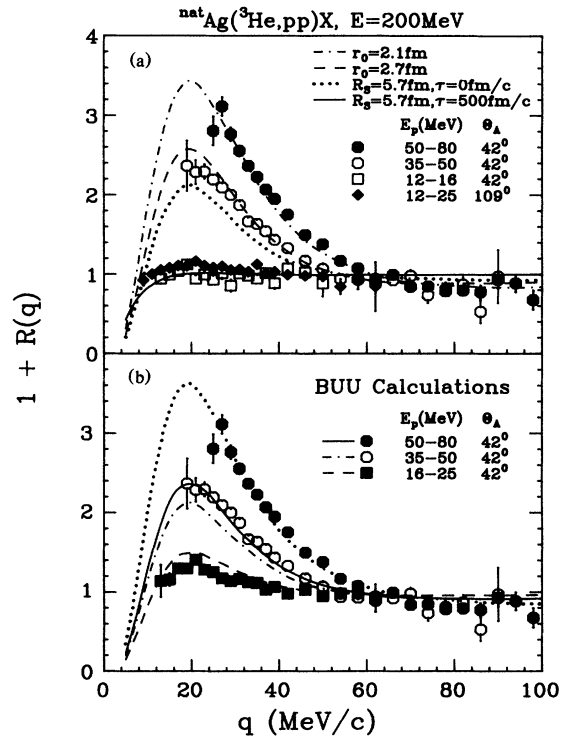 natAg(3He,pp)X, E=200MeV
(a)
r0=2.1fm
r0=2.7fm
RS=5.7fm,τ=0fm/c
RS=5.7fm,τ=500fm/c
Ep(MeV) ΘA
50-80 42°
35-50 42°
12-16 42°
12-25 109°
4
3
2
1
0
1 + R(q)
(b)
BUU Calculations
Ep(MeV) ΘA
50-80 42°
35-50 42°
16-25 42°
3
2
1
0
0 20 40 60 80 100
q (MeV/c)